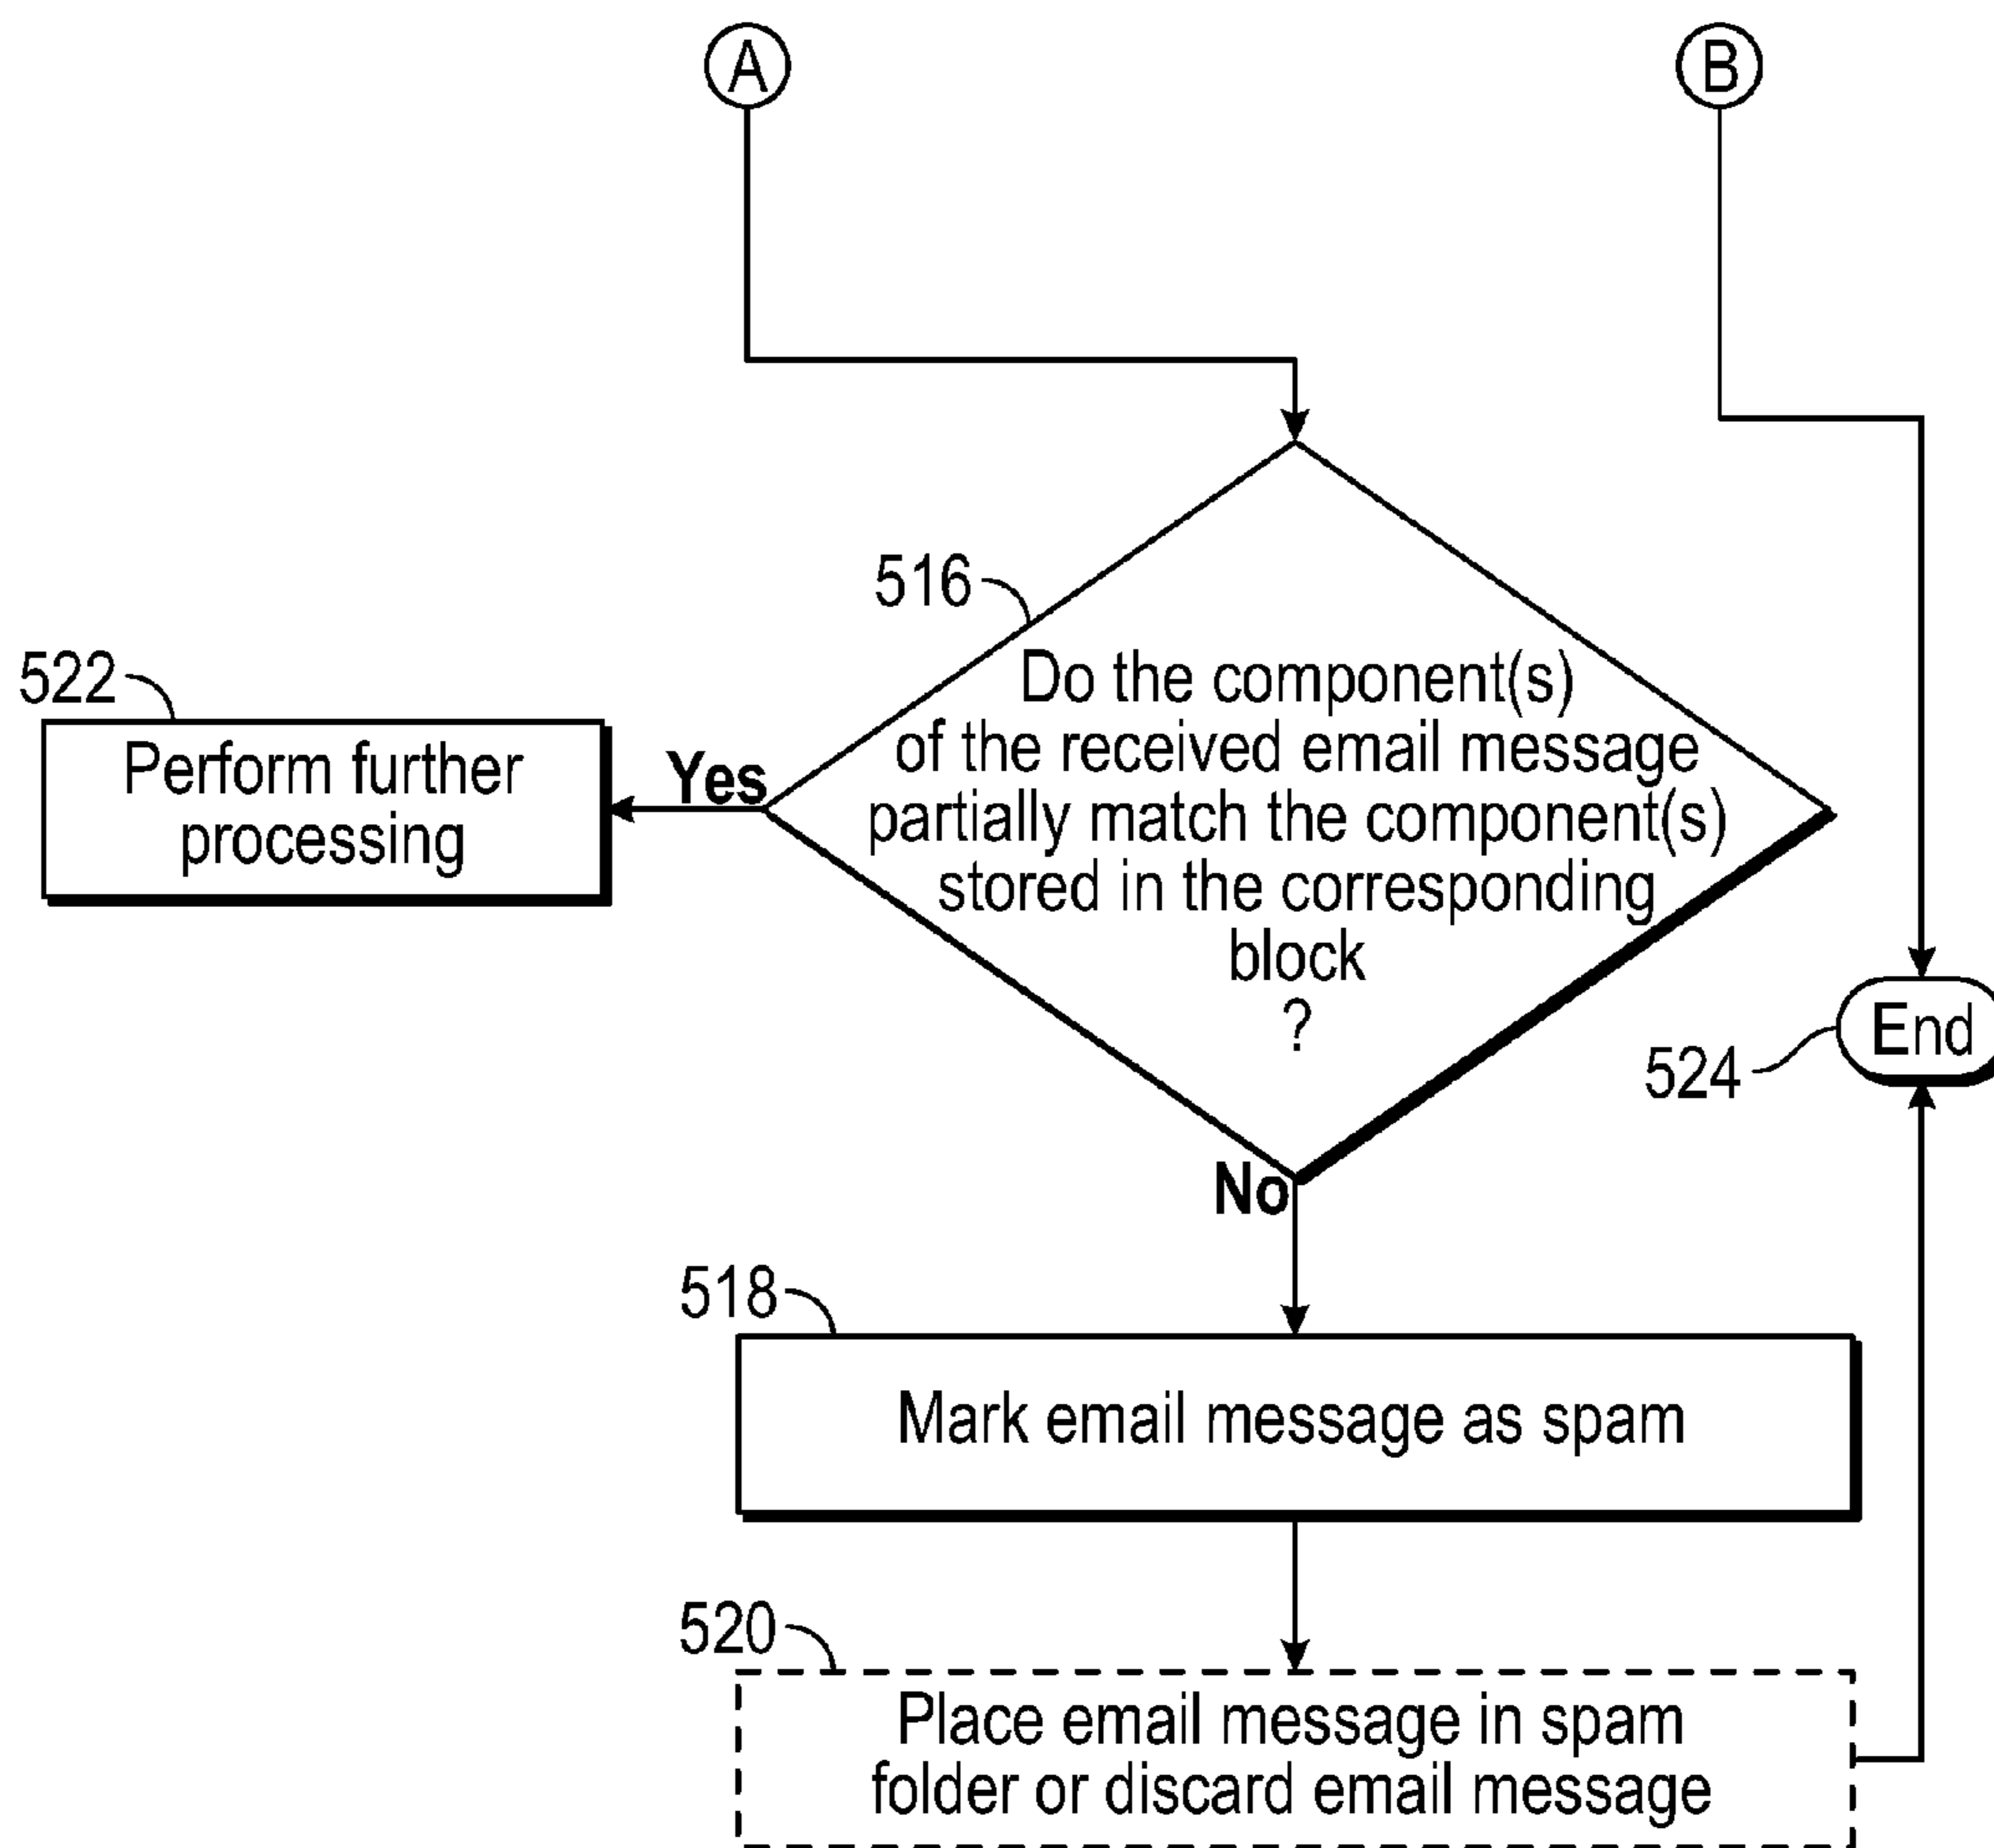 A
B
516
Do the component(s)
of the received email message
partially match the component(s)
stored in the corresponding
block
?
522
Perform further
processing
Yes
524
End
No
518
Mark email message as spam
520
Place email message in spam
folder or discard email message